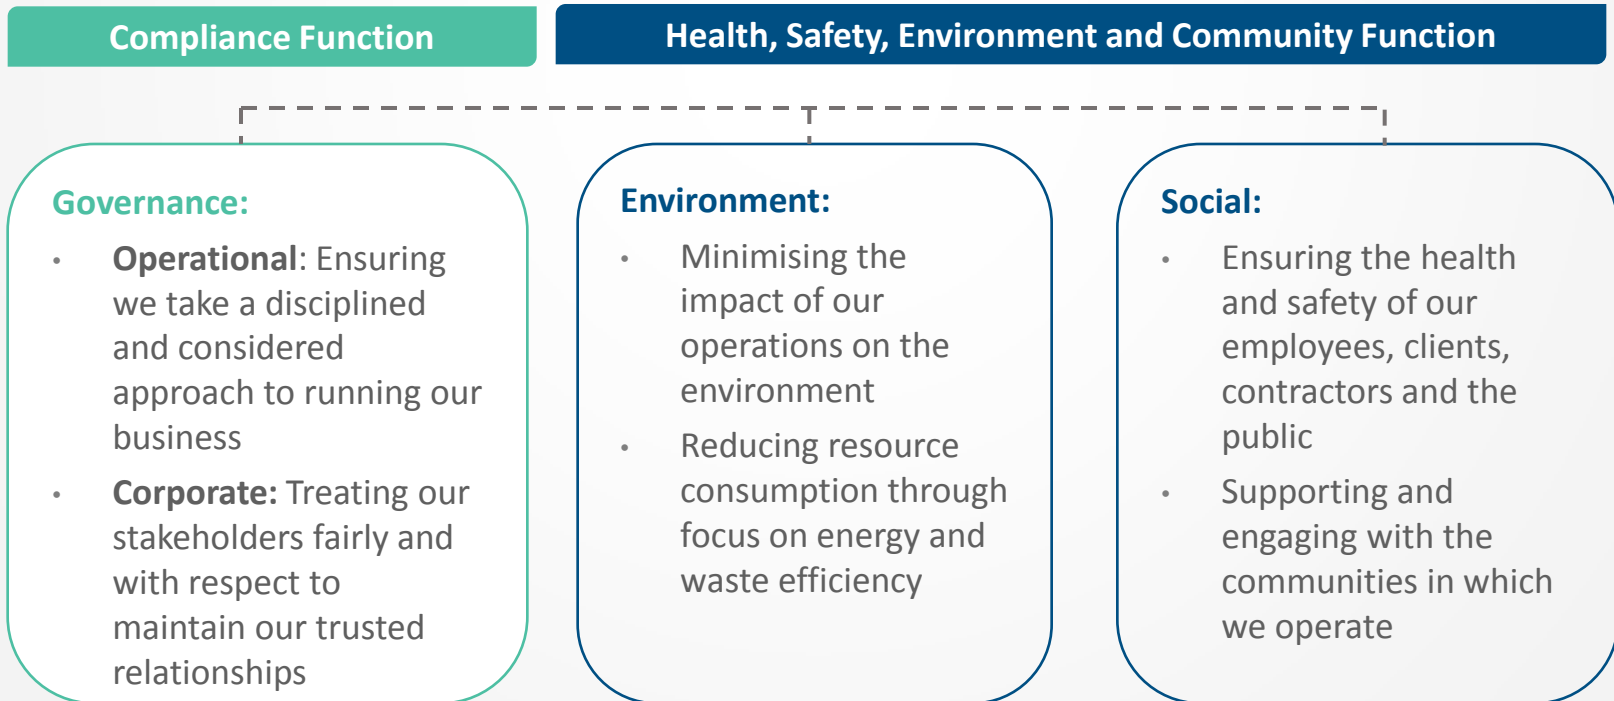 Compliance Function
Health, Safety, Environment and Community Function
Governance:
• Operational: Ensuring
we take a disciplined
and considered
approach to running our
business
• Corporate: Treating our
stakeholders fairly and
with respect to
maintain our trusted
relationships
Environment:
• Minimising the
impact of our
operations on the
environment
• Reducing resource
consumption through
focus on energy and
waste efficiency
Social:
• Ensuring the health
and safety of our
employees, clients,
contractors and the
public
• Supporting and
engaging with the
communities in which
we operate